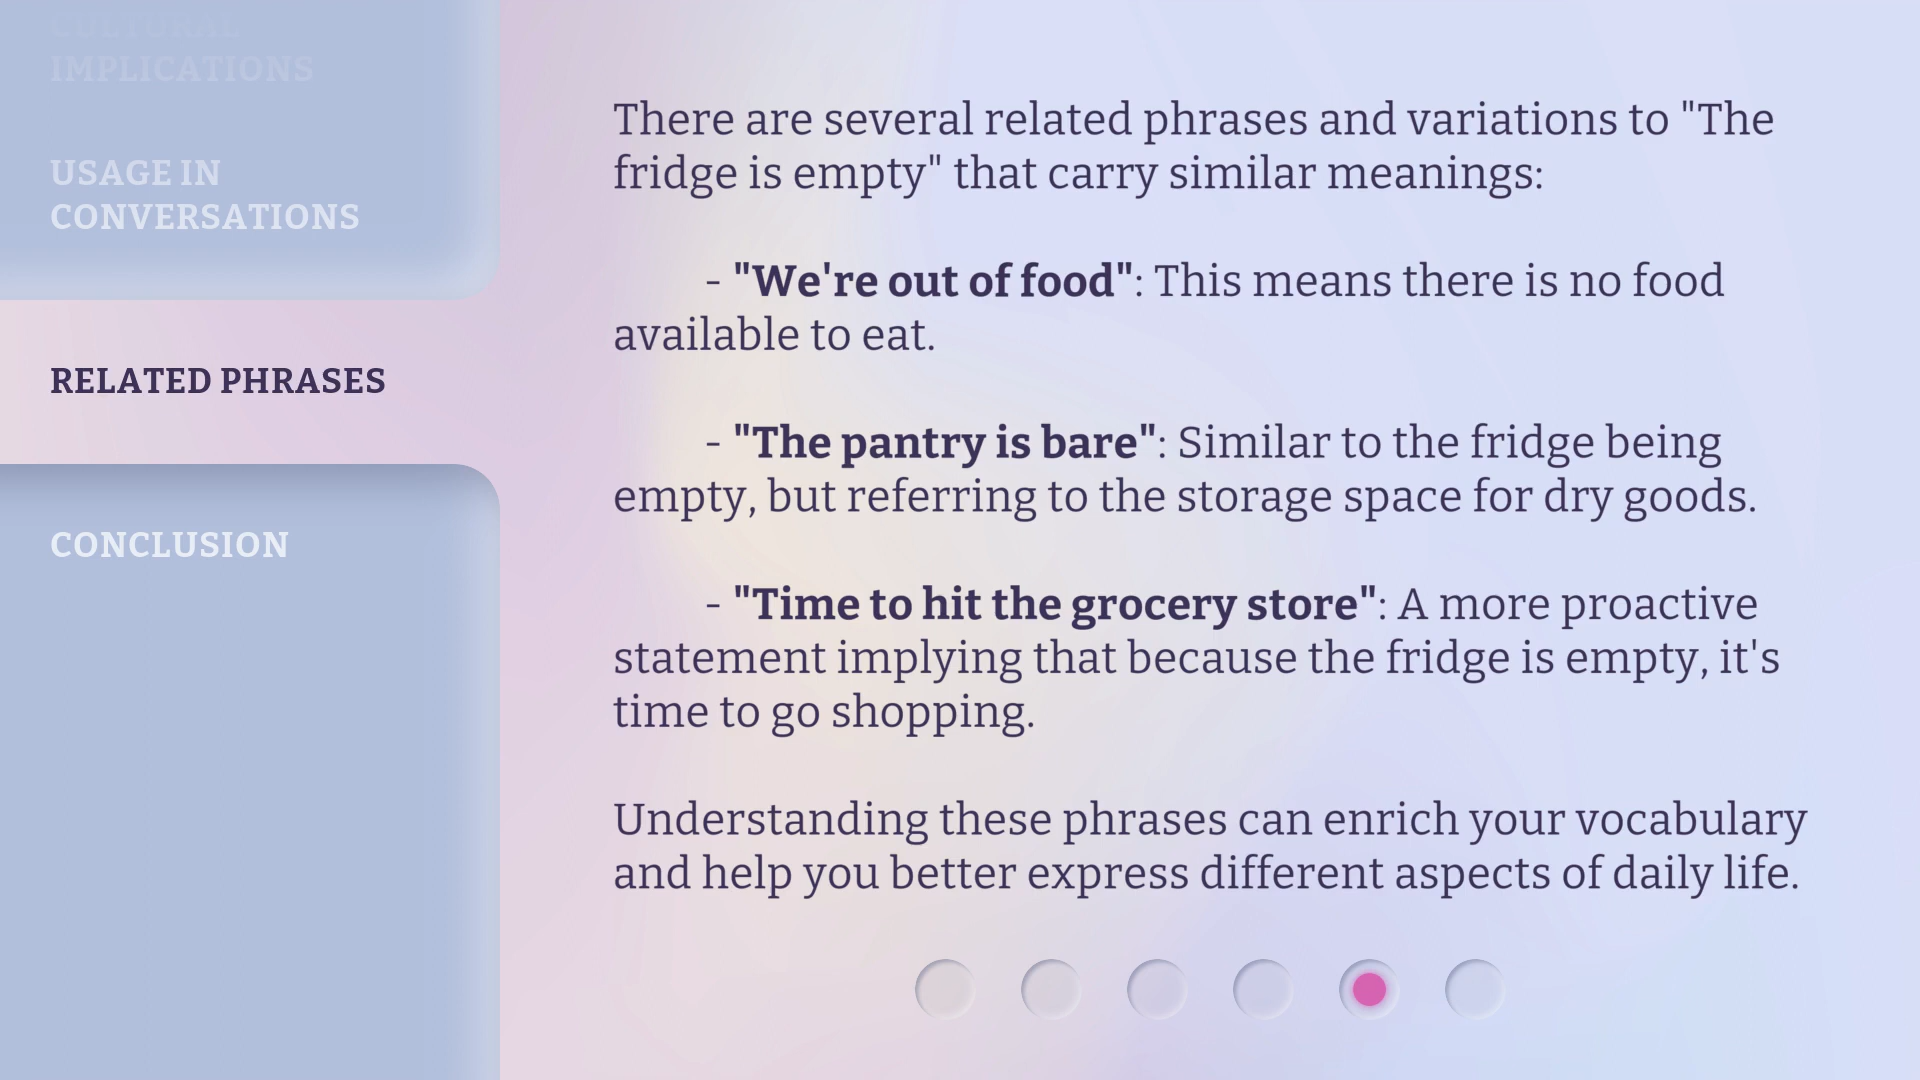 CULTURAL
IMPLICATIONS
USAGE IN
CONVERSATIONS
RELATED PHRASES
CONCLUSION
There are several related phrases and variations to "The
fridge is empty" that carry similar meanings:
- "We're out of food": This means there is no food
available to eat.
- "The pantry is bare": Similar to the fridge being
empty, but referring to the storage space for dry goods.
- "Time to hit the grocery store": A more proactive
statement implying that because the fridge is empty, it's
time to go shopping.
Understanding these phrases can enrich your vocabulary
and help you better express different aspects of daily life.